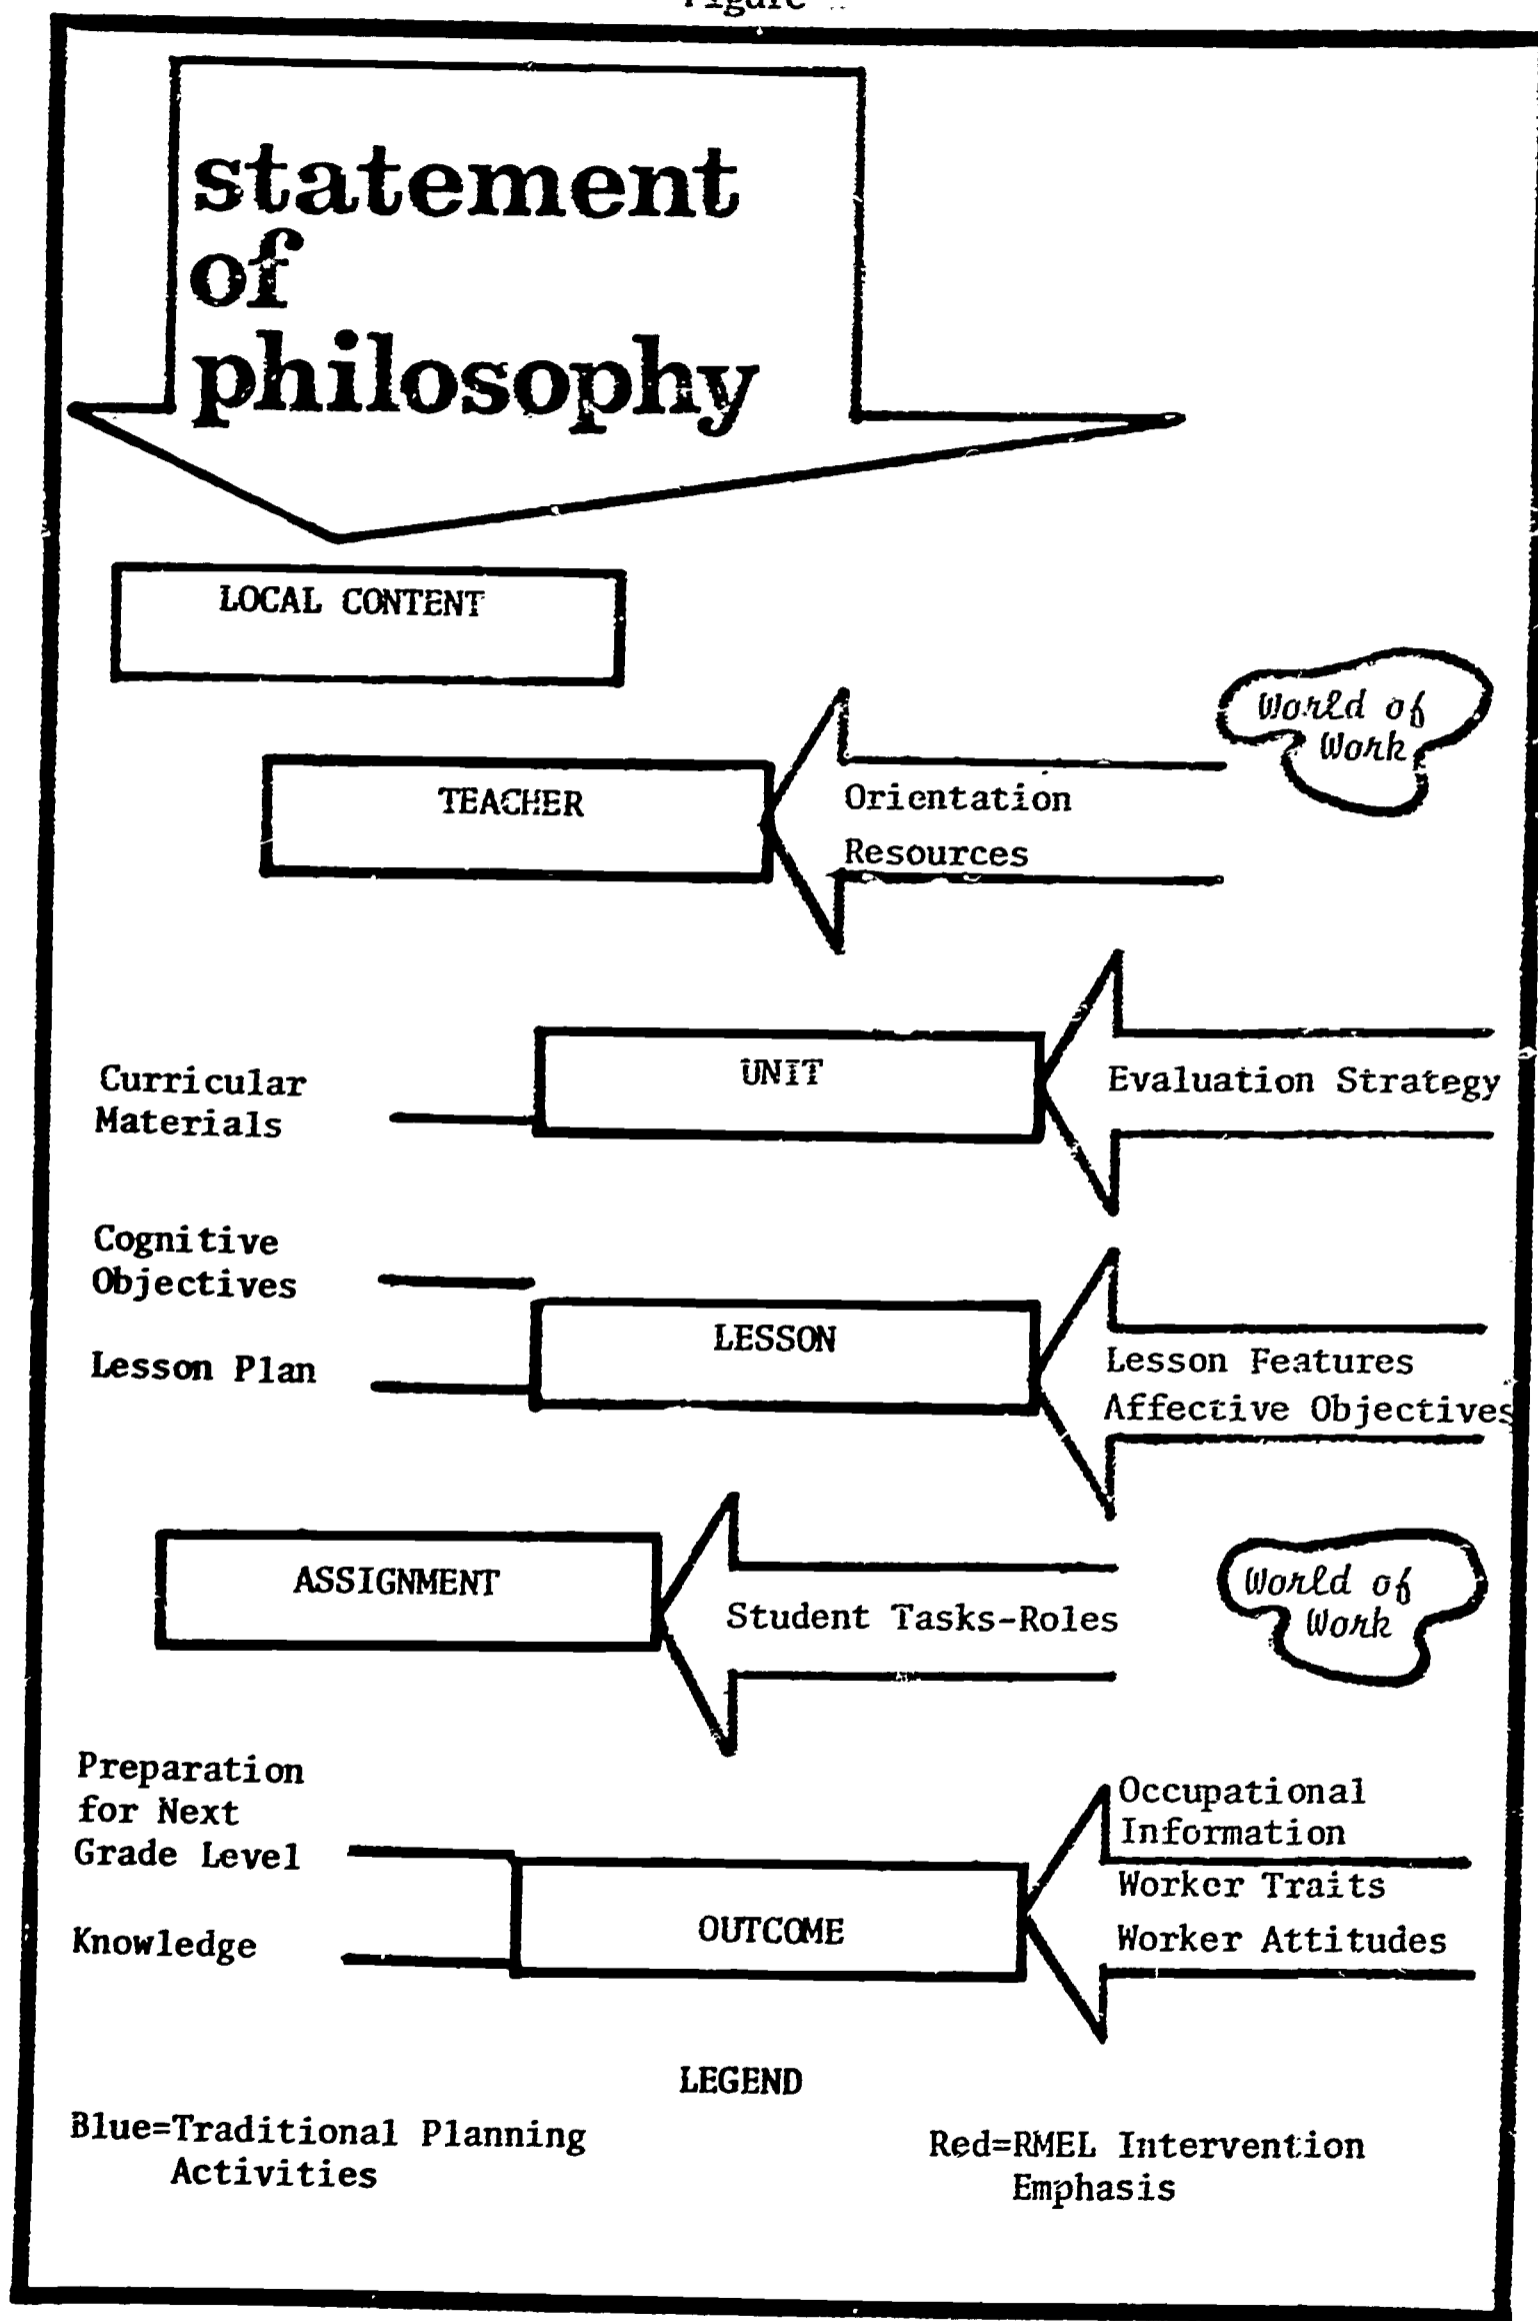 Figure
statement
of
philosophy
LOCAL CONTENT
World of
Work
TEACHER
Orientation
Resources
Curricular
Materials
UNIT
Evaluation Strategy
Cognitive
Objectives
Lesson Plan
LESSON
Lesson Features
Affective Objectives
ASSIGNMENT
Student Tasks-Roles
World of
Work
Preparation
for Next
Grade Level
Knowledge
OUTCOME
Occupational
Information
Worker Traits
Worker Attitudes
LEGEND
Blue=Traditional Planning
Activities
Red=RMEL Intervention
Emphasis